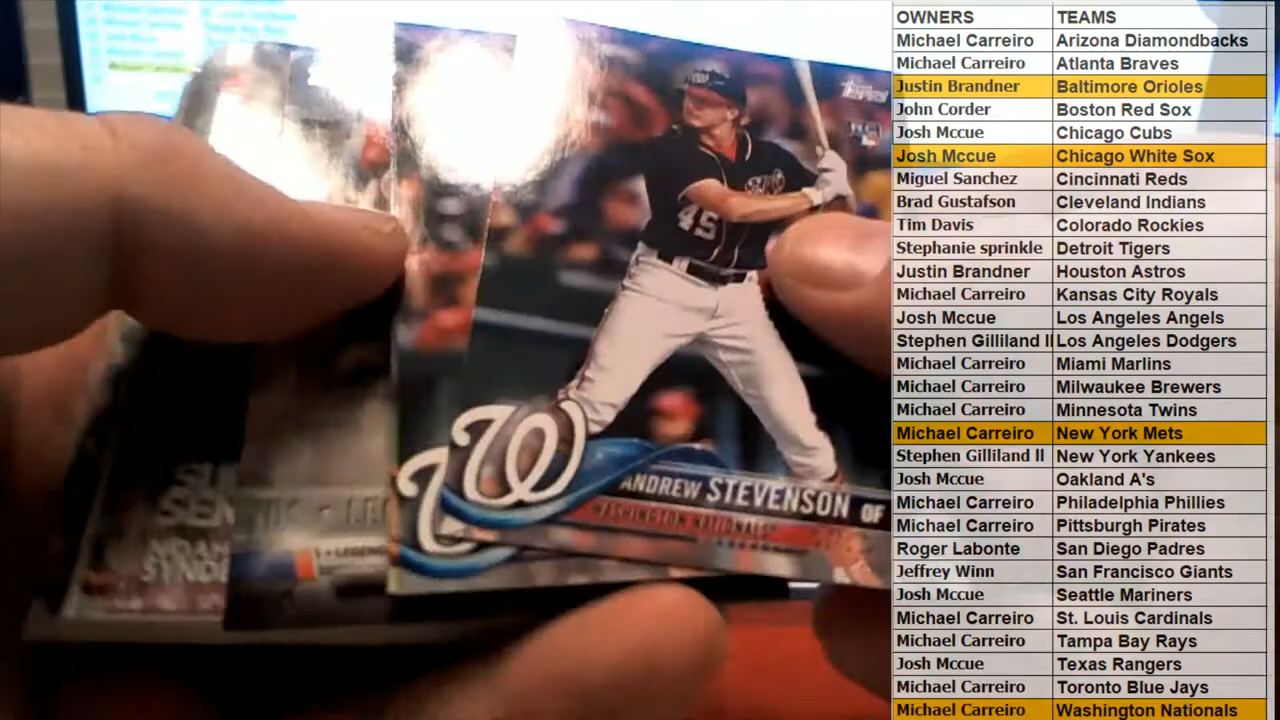 Topps
RC
45
W
ANDREW STEVENSON OF
WASHINGTON NATIONALS
NOAH
OWNERS TEAMS
Michael Carreiro Arizona Diamondbacks
Michael Carreiro Atlanta Braves
Justin Brandner Baltimore Orioles
John Corder Boston Red Sox
Josh Mccue Chicago Cubs
Josh Mccue Chicago White Sox
Miguel Sanchez Cincinnati Reds
Brad Gustafson Cleveland Indians
Tim Davis Colorado Rockies
Stephanie sprinkle Detroit Tigers
Justin Brandner Houston Astros
Michael Carreiro Kansas City Royals
Josh Mccue Los Angeles Angels
Stephen Gilliland II Los Angeles Dodgers
Michael Carreiro Miami Marlins
Michael Carreiro Milwaukee Brewers
Michael Carreiro Minnesota Twins
Michael Carreiro New York Mets
Stephen Gilliland II New York Yankees
Josh Mccue Oakland A's
Michael Carreiro Philadelphia Phillies
Michael Carreiro Pittsburgh Pirates
Roger Labonte San Diego Padres
Jeffrey Winn San Francisco Giants
Josh Mccue Seattle Mariners
Michael Carreiro St. Louis Cardinals
Michael Carreiro Tampa Bay Rays
Josh Mccue Texas Rangers
Michael Carreiro Toronto Blue Jays
Michael Carreiro Washington Nationals